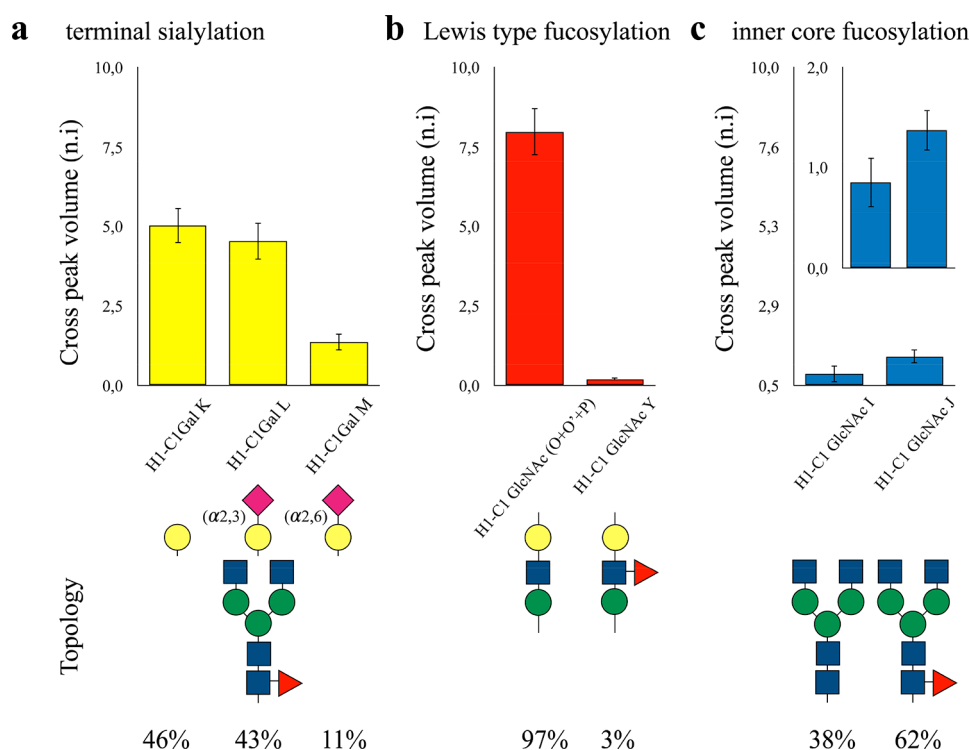 a terminal sialylation
Cross peak volume (n.i)
10,0
7,5
5,0
2,5
0,0
H1-C1Gal K
H1-C1Gal L
H1-C1Gal M
(α2,3)
(α2,6)
Topology
46% 43% 11%
b Lewis type fucosylation
Cross peak volume (n.i)
10,0
7,5
5,0
2,5
0,0
H1-C1 GlcNAc (O+O’+P)
H1-C1 GlcNAc Y
97% 3%
c inner core fucosylation
Cross peak volume (n.i)
10,0
7,6
5,3
2,9
0,5
2,0
1,0
0,0
H1-C1 GlcNAc I
H1-C1 GlcNAc J
38% 62%